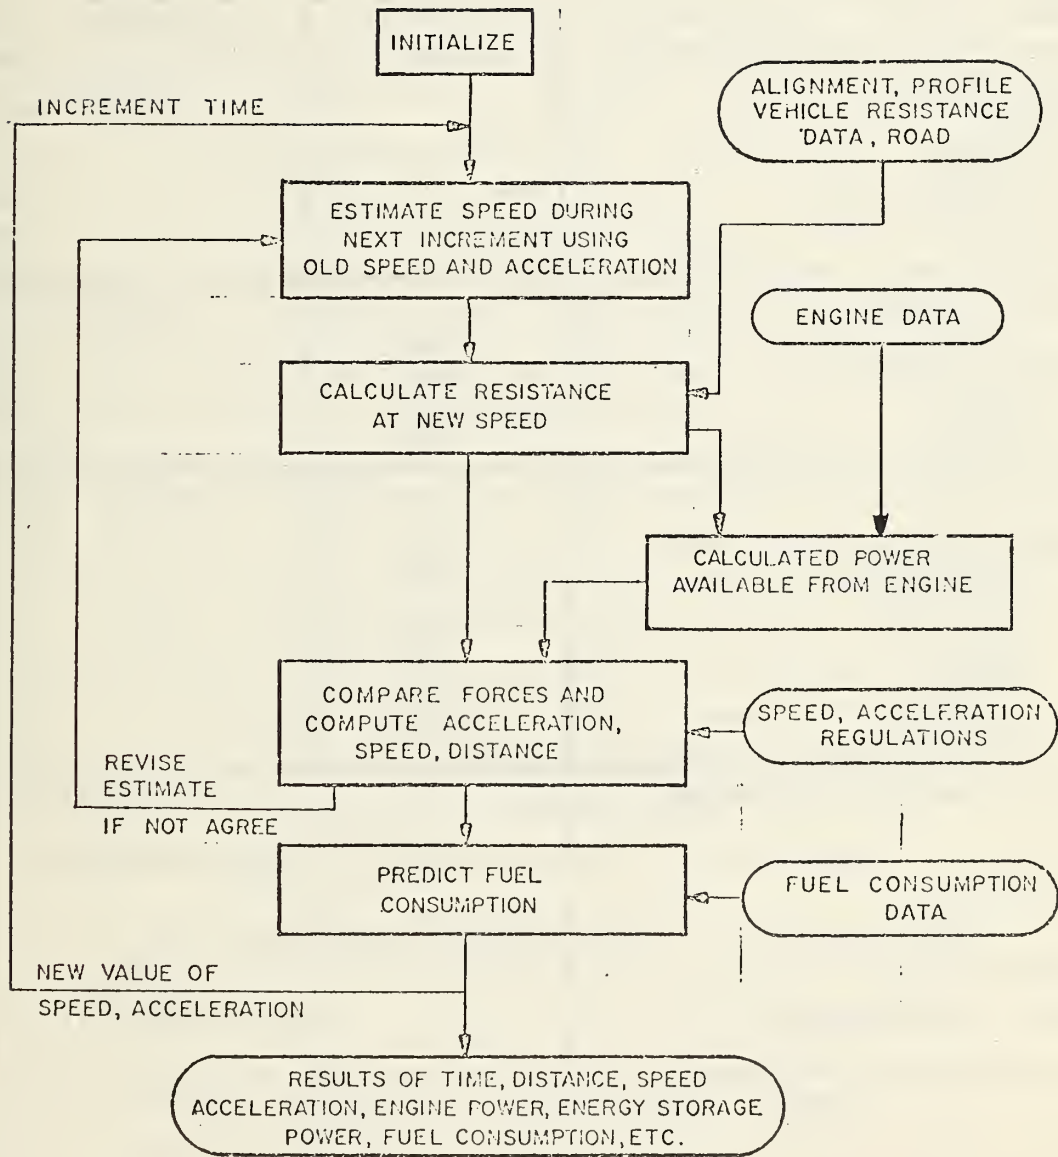 INITIALIZE
INCREMENT TIME
ALIGNMENT, PROFILE
VEHICLE RESISTANCE
DATA, ROAD
ESTIMATE SPEED DURING
NEXT INCREMENT USING
OLD SPEED AND ACCELERATION
ENGINE DATA
CALCULATE RESISTANCE
AT NEW SPEED
CALCULATED POWER
AVAILABLE FROM ENGINE
COMPARE FORCES AND
COMPUTE ACCELERATION,
SPEED, DISTANCE
SPEED, ACCELERATION
REGULATIONS
REVISE
ESTIMATE
IF NOT AGREE
PREDICT FUEL
CONSUMPTION
FUEL CONSUMPTION
DATA
NEW VALUE OF
SPEED, ACCELERATION
RESULTS OF TIME, DISTANCE, SPEED
ACCELERATION, ENGINE POWER, ENERGY STORAGE
POWER, FUEL CONSUMPTION, ETC.